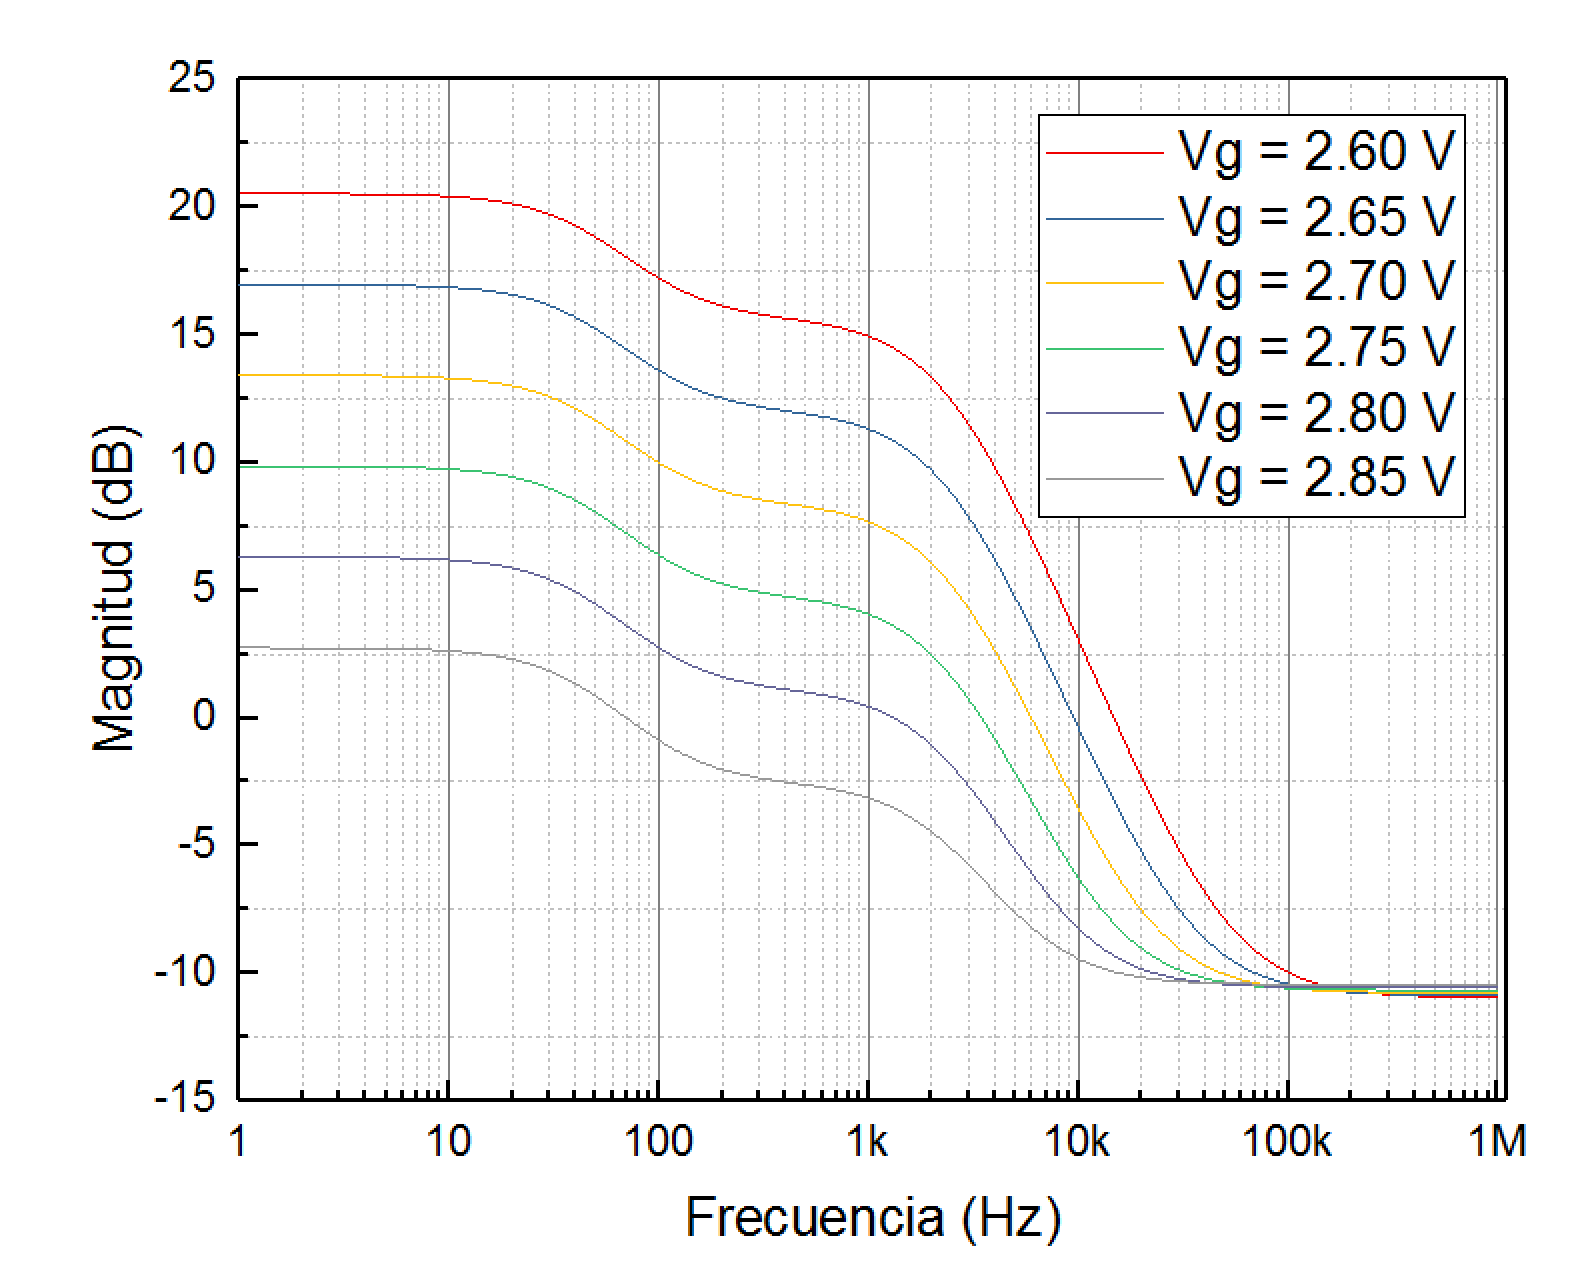 25
20
15
10
5
0
-5
-10
-15
Magnitud (dB)
Vg = 2.60 V
Vg = 2.65 V
Vg = 2.70 V
Vg = 2.75 V
Vg = 2.80 V
Vg = 2.85 V
1 10 100 1k 10k 100k 1M
Frecuencia (Hz)